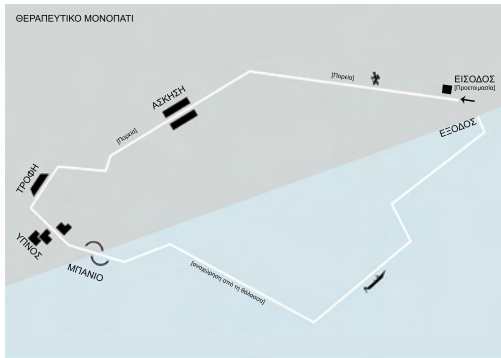 ΘΕΡΑΠΕΥΤΙΚΟ ΜΟΝΟΠΑΤΙ
[Πορεία]
ΕΙΣΟΔΟΣ
[Προετοιμασία]
ΑΣΚΗΣΗ
ΕΞΟΔΟΣ
[Πορεία]
ΤΡΟΦΗ
ΥΠΝΟΣ
ΜΠΑΝΙΟ
[αναχώρηση από τη θάλασσα]